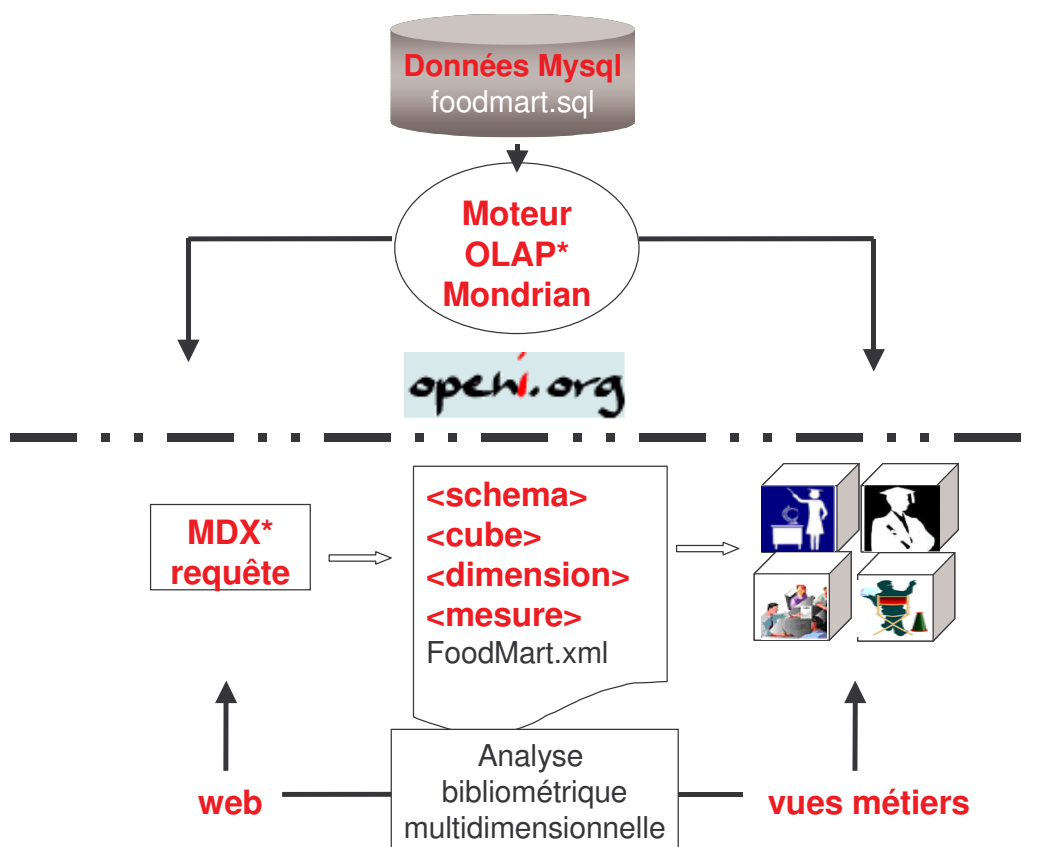 Données Mysql
foodmart.sql
Moteur
OLAP*
Mondrian
openi.org
MDX*
requête
<schema>
<cube>
<dimension>
<mesure>
FoodMart.xml
Analyse
bibliométrique
multidimensionnelle
web
vues métiers